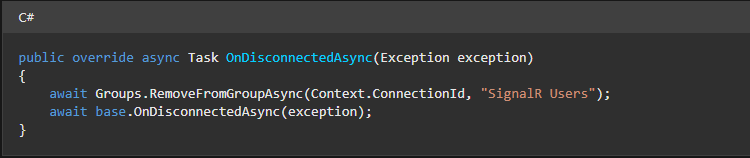 C#
public override async Task OnDisconnectedAsync(Exception exception)
{
    await Groups.RemoveFromGroupAsync(Context.ConnectionId, "SignalR Users");
    await base.OnDisconnectedAsync(exception);
}